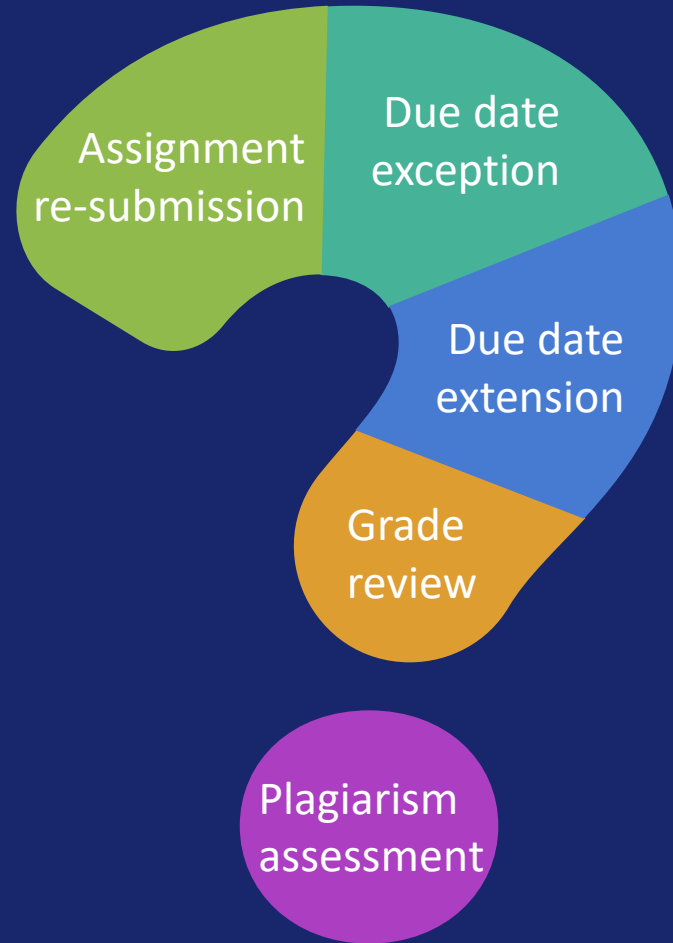 Assignment
re-submission
Due date
exception
Due date
extension
Grade
review
Plagiarism
assessment